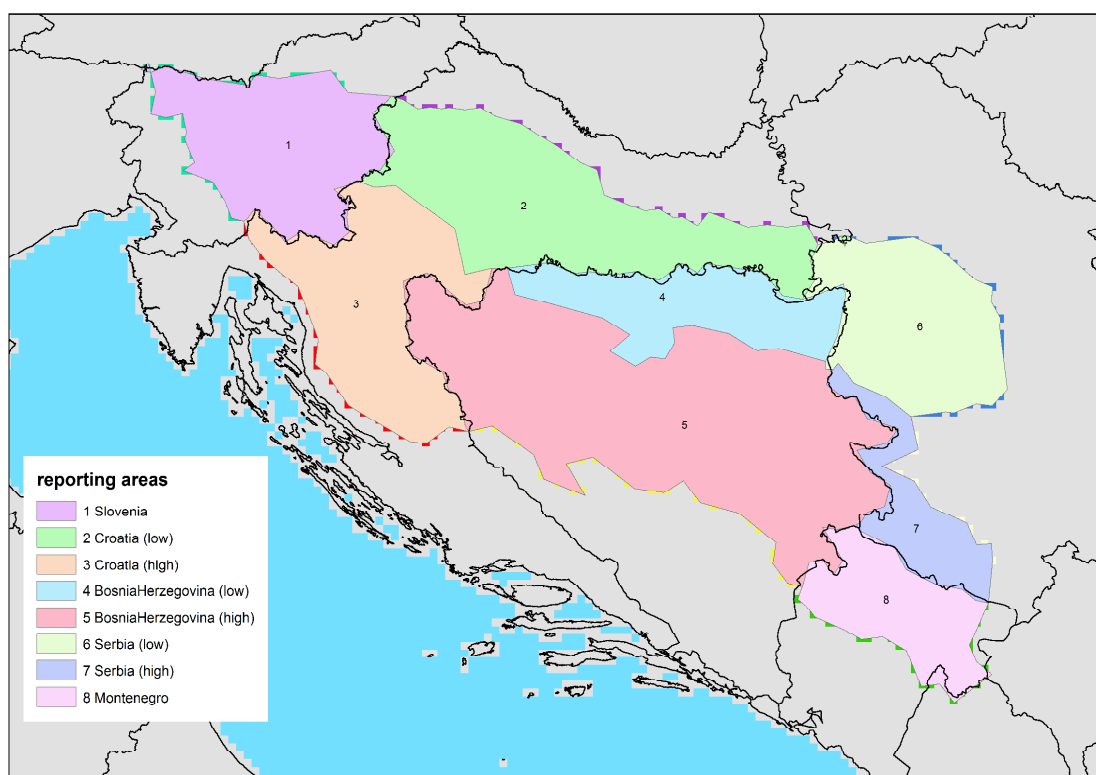 1
2
3
4
5
6
7
8
reporting areas
1 Slovenia
2 Croatia (low)
3 Croatia (high)
4 BosniaHerzegovina (low)
5 BosniaHerzegovina (high)
6 Serbia (low)
7 Serbia (high)
8 Montenegro